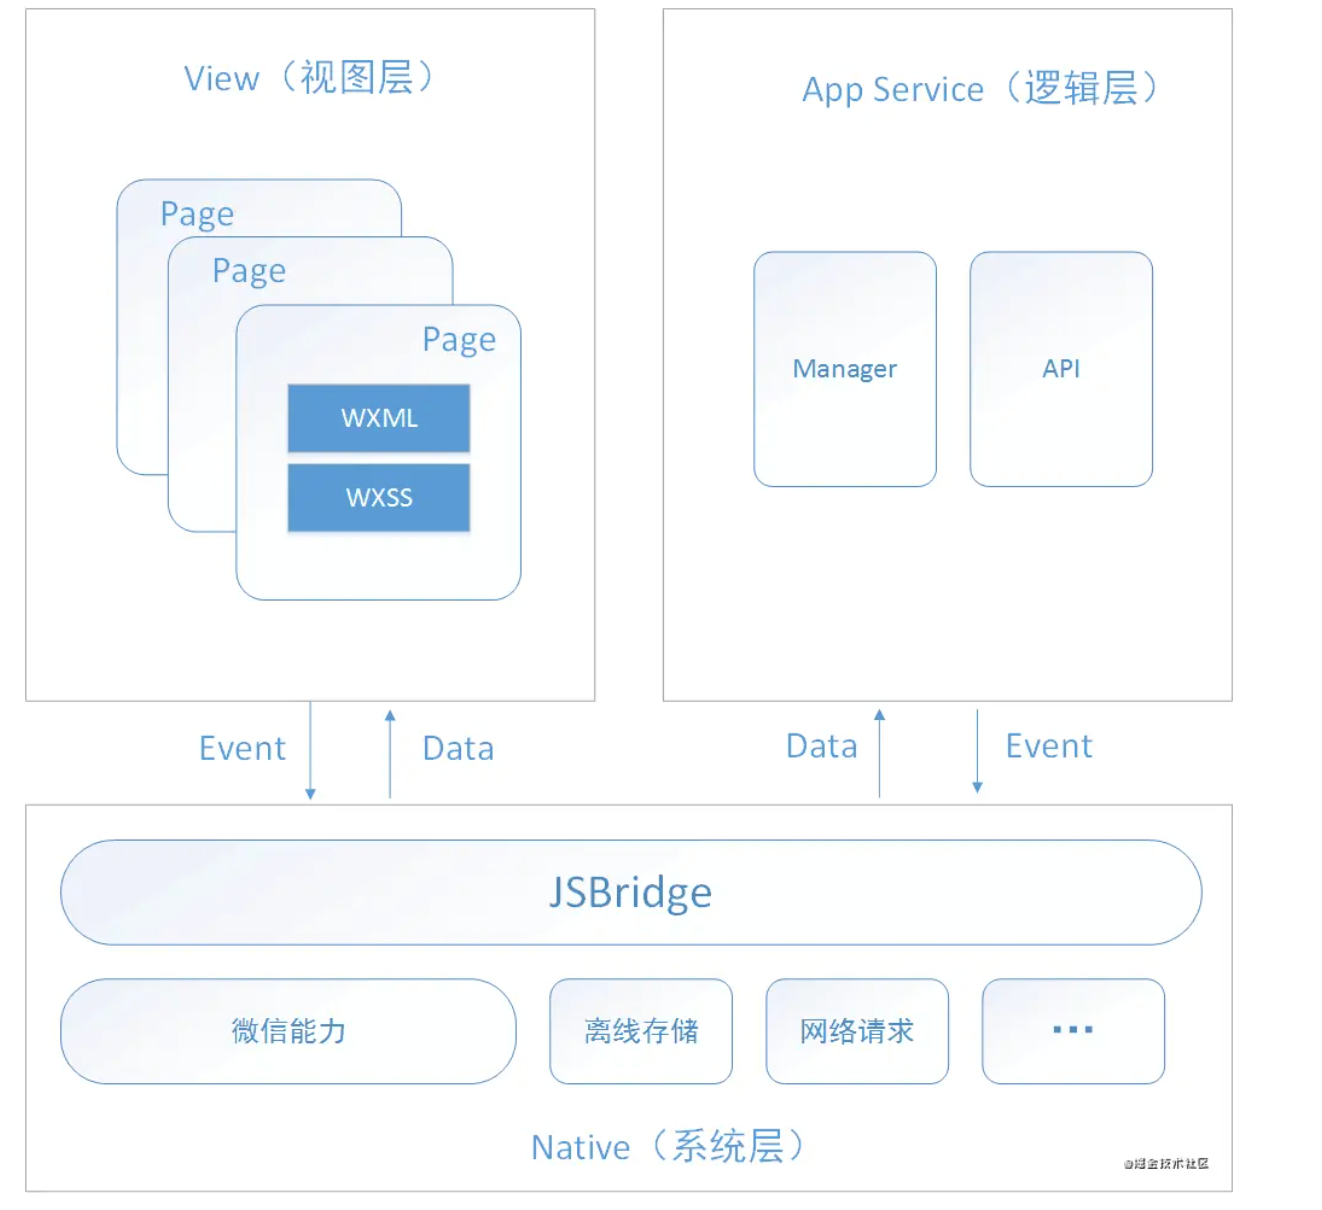 View（视图层）
Page
Page
Page
WXML
WXSS
App Service（逻辑层）
Manager
API
Event
Data
Data
Event
JSBridge
微信能力
离线存储
网络请求
...
Native（系统层）
@掘金技术社区